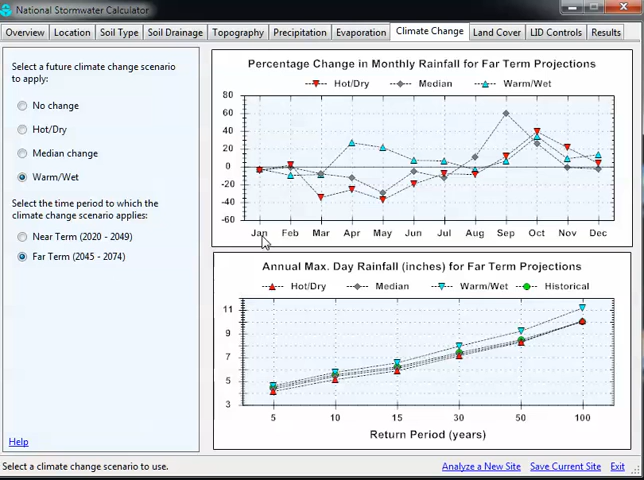 National Stormwater Calculator
Overview Location Soil Type Soil Drainage Topography Precipitation Evaporation Climate Change Land Cover LID Controls Results
Select a future climate change scenario
to apply:
No change
Hot/Dry
Median change
Warm/Wet
Select the time period to which the
climate change scenario applies:
Near Term (2020 - 2049)
Far Term (2045 - 2074)
Help
Percentage Change in Monthly Rainfall for Far Term Projections
Hot/Dry Median Warm/Wet
80
60
40
20
0
-20
-40
-60
Jan Feb Mar Apr May Jun Jul Aug Sep Oct Nov Dec
Annual Max. Day Rainfall (inches) for Far Term Projections
Hot/Dry Median Warm/Wet Historical
11
9
7
5
3
5 10 15 30 50 100
Return Period (years)
Select a climate change scenario to use.
Analyze a New Site Save Current Site Exit